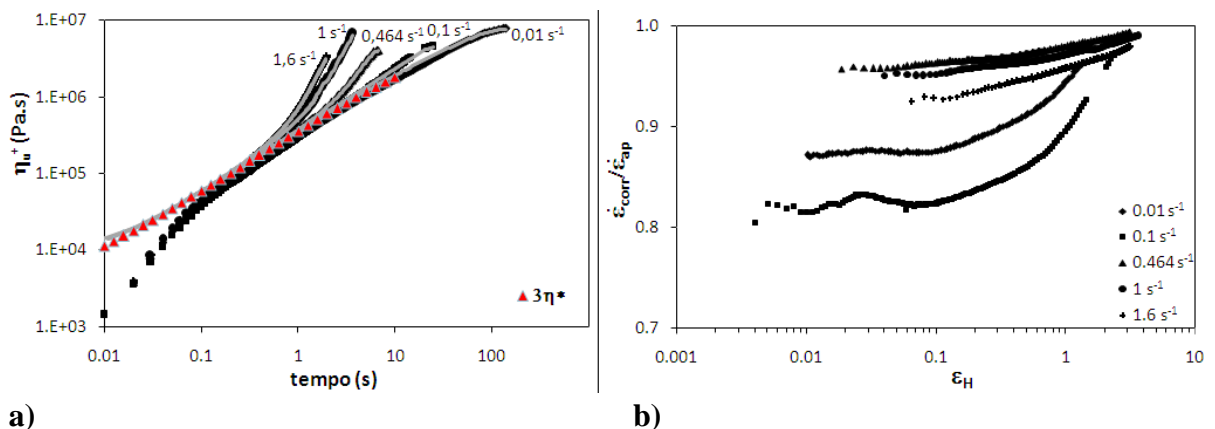 1.E+07
1.E+06
1.E+05
1.E+04
1.E+03
ηu+ (Pa.s)
1,6 s-1
1 s-1
0,464 s-1
0,1 s-1
0,01 s-1
3η*
0.01
0.1
1
10
100
tempo (s)
a)
1.0
0.9
0.8
0.7
ε̇corr/ε̇ap
0.01 s-1
0.1 s-1
0.464 s-1
1 s-1
1.6 s-1
0.001
0.01
0.1
1
10
εH
b)